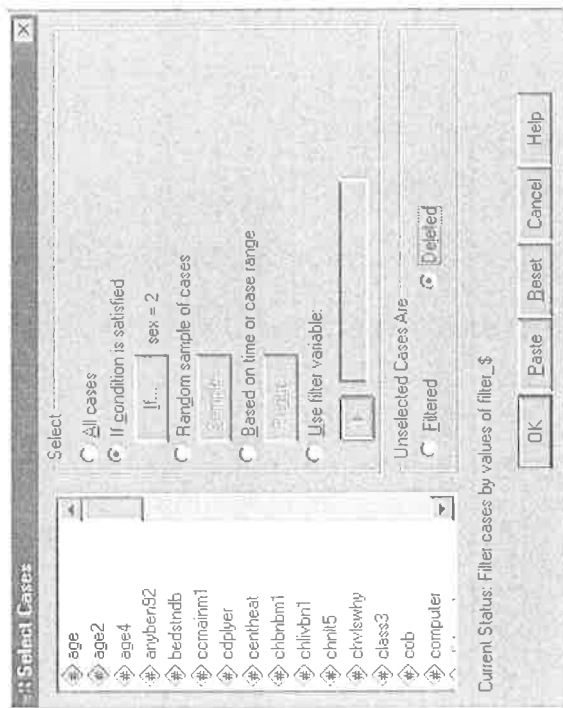 Select Cases
age
age2
age4
anyben92
bedstndb
ccmainm1
cdplyer
centheat
chbnbm1
chlivbn1
chnlt5
chvlswhy
class3
cob
computer
Select
All cases
If condition is satisfied
If... sex = 2
Random sample of cases
Sample...
Based on time or case range
Range...
Use filter variable:
Unselected Cases Are
Filtered Deleted
Current Status: Filter cases by values of filter_$
OK Paste Reset Cancel Help